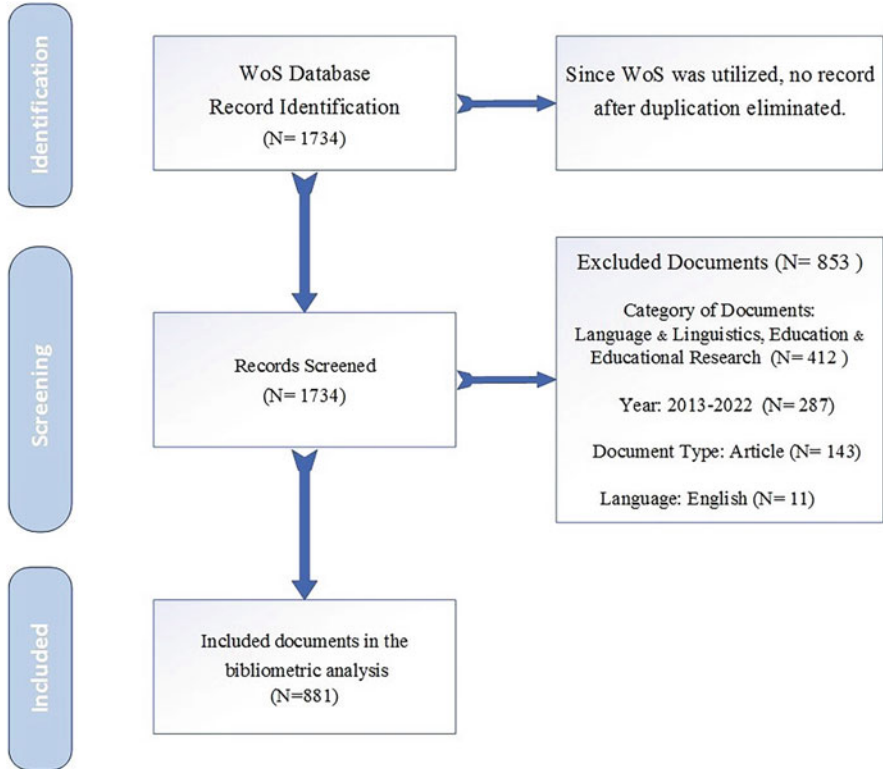 Identification
WoS Database
Record Identification
(N= 1734)
Since WoS was utilized, no record
after duplication eliminated.
Screening
Records Screened
(N= 1734)
Excluded Documents (N= 853 )
Category of Documents:
Language & Linguistics, Education &
Educational Research (N= 412 )
Year: 2013-2022 (N= 287)
Document Type: Article (N= 143)
Language: English (N= 11)
Included
Included documents in the
bibliometric analysis
(N=881)